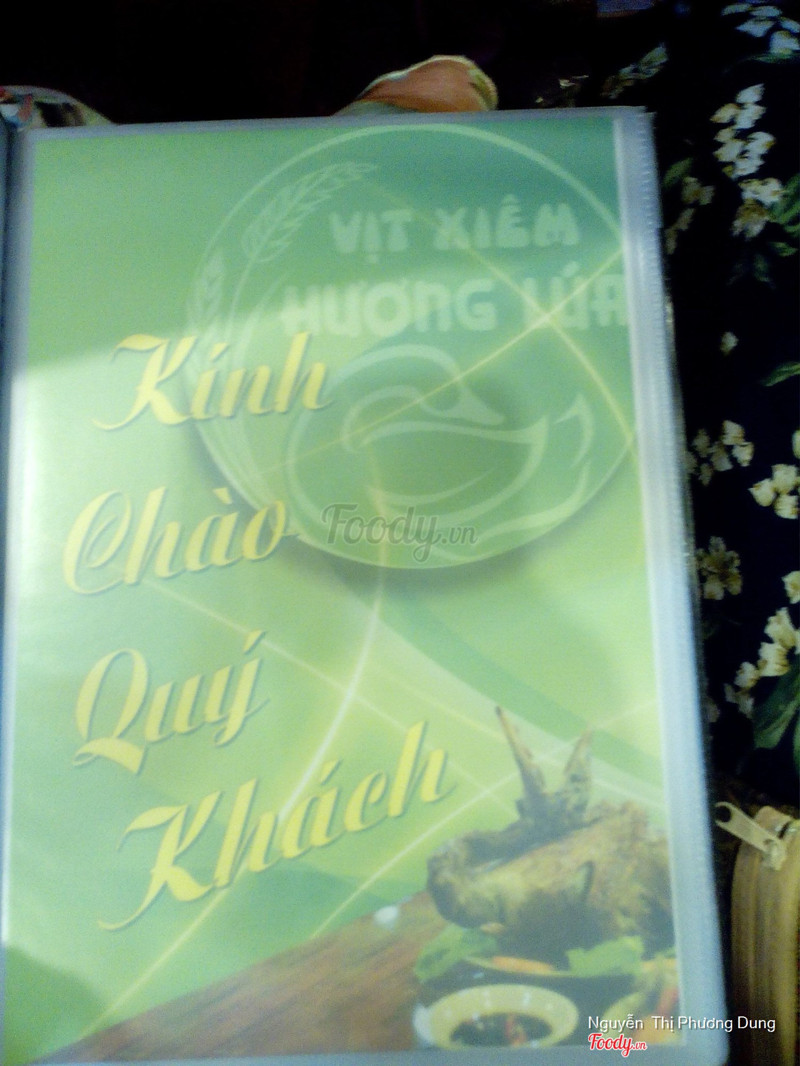 VỊT XIÊM
HƯƠNG LÚA
Kính
Chào
Foody.vn
Quý
Khách
Nguyễn Thị Phương Dung
Foody.vn